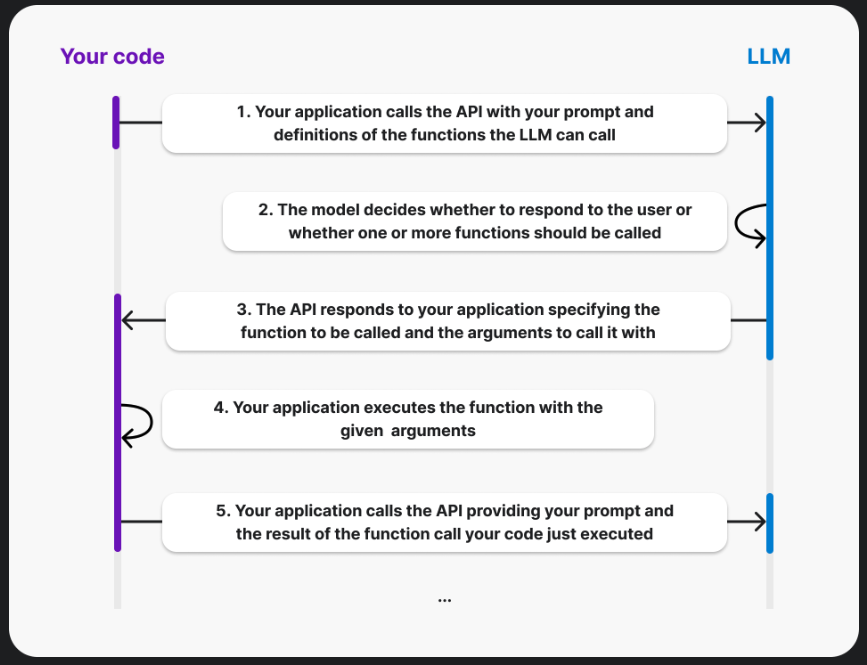 Your code
LLM
1. Your application calls the API with your prompt and
definitions of the functions the LLM can call
2. The model decides whether to respond to the user or
whether one or more functions should be called
3. The API responds to your application specifying the
function to be called and the arguments to call it with
4. Your application executes the function with the
given arguments
5. Your application calls the API providing your prompt and
the result of the function call your code just executed
...